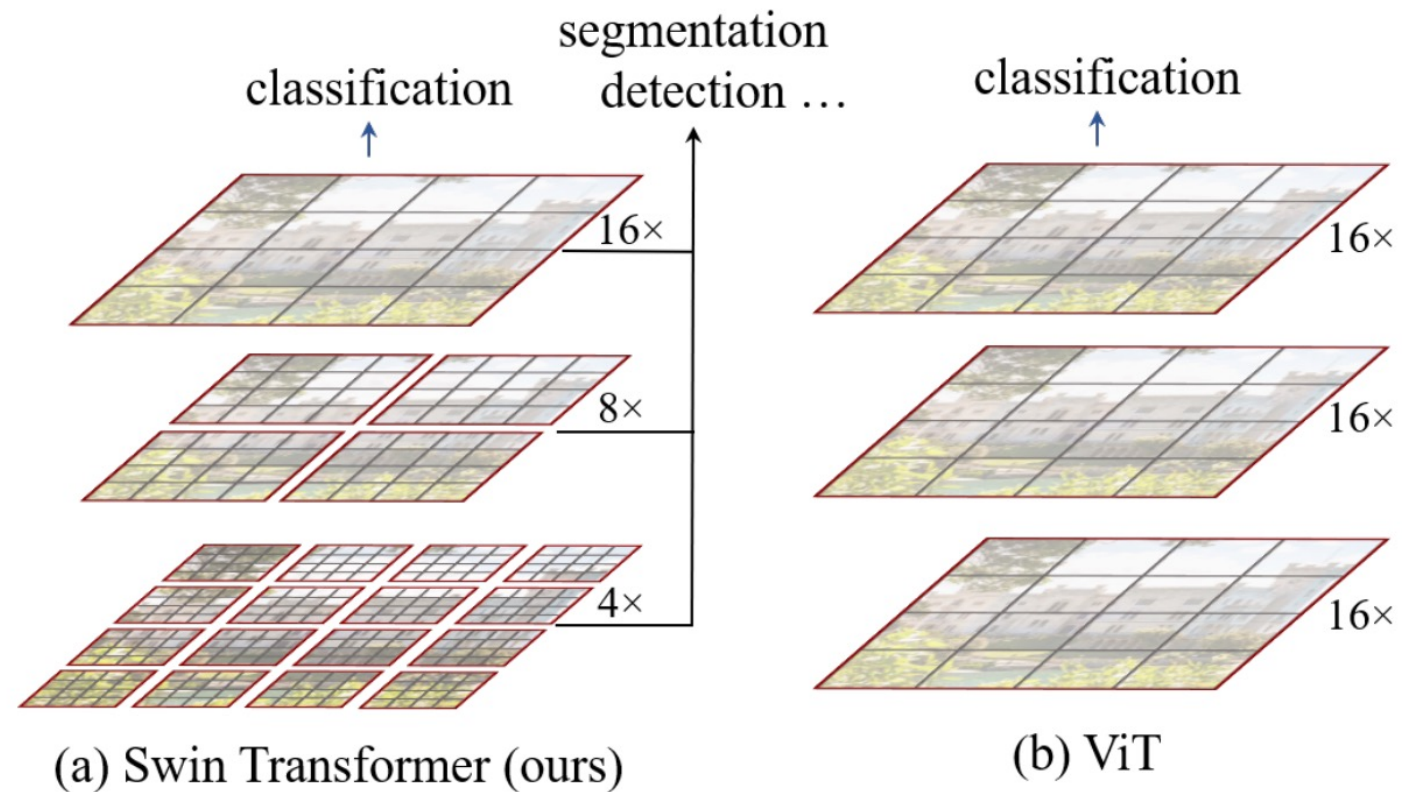 segmentation
classification
detection …
classification
16×
8×
4×
16×
16×
16×
(a) Swin Transformer (ours)
(b) ViT